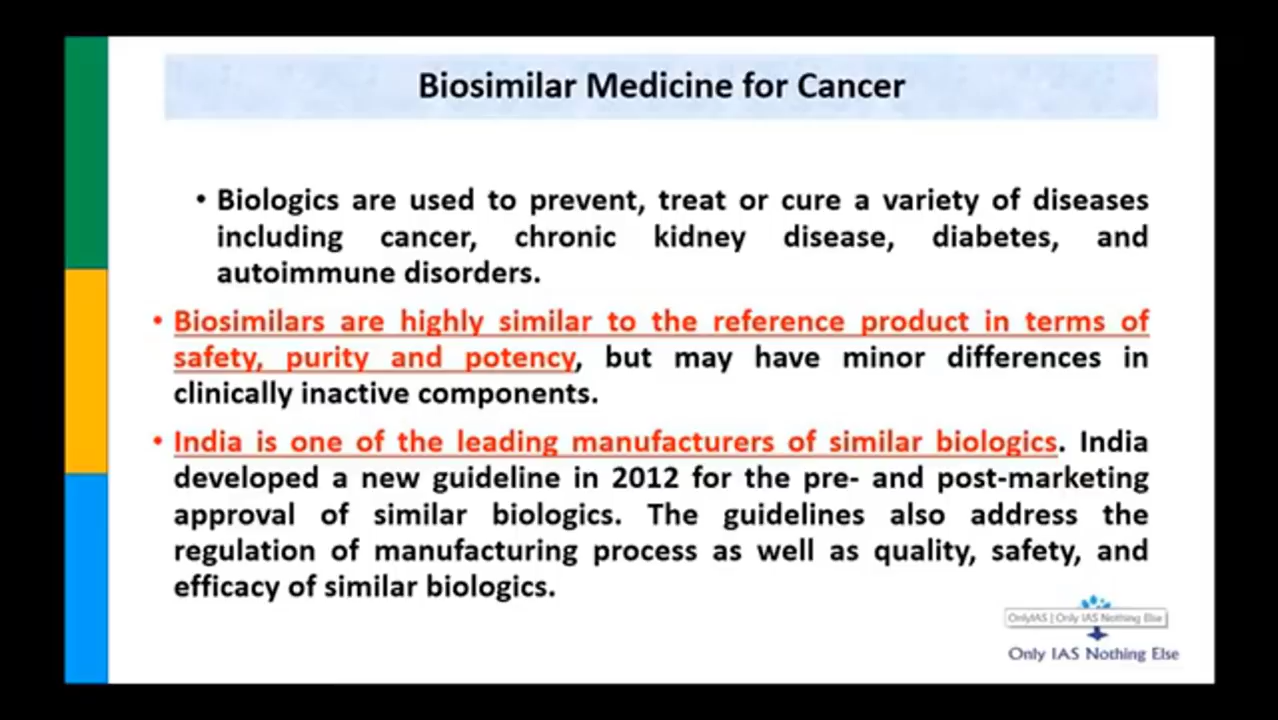 Biosimilar Medicine for Cancer
• Biologics are used to prevent, treat or cure a variety of diseases
including cancer, chronic kidney disease, diabetes, and
autoimmune disorders.
• Biosimilars are highly similar to the reference product in terms of
safety, purity and potency, but may have minor differences in
clinically inactive components.
• India is one of the leading manufacturers of similar biologics. India
developed a new guideline in 2012 for the pre- and post-marketing
approval of similar biologics. The guidelines also address the
regulation of manufacturing process as well as quality, safety, and
efficacy of similar biologics.
OnlyIAS | Only IAS Nothing Else
Only IAS Nothing Else